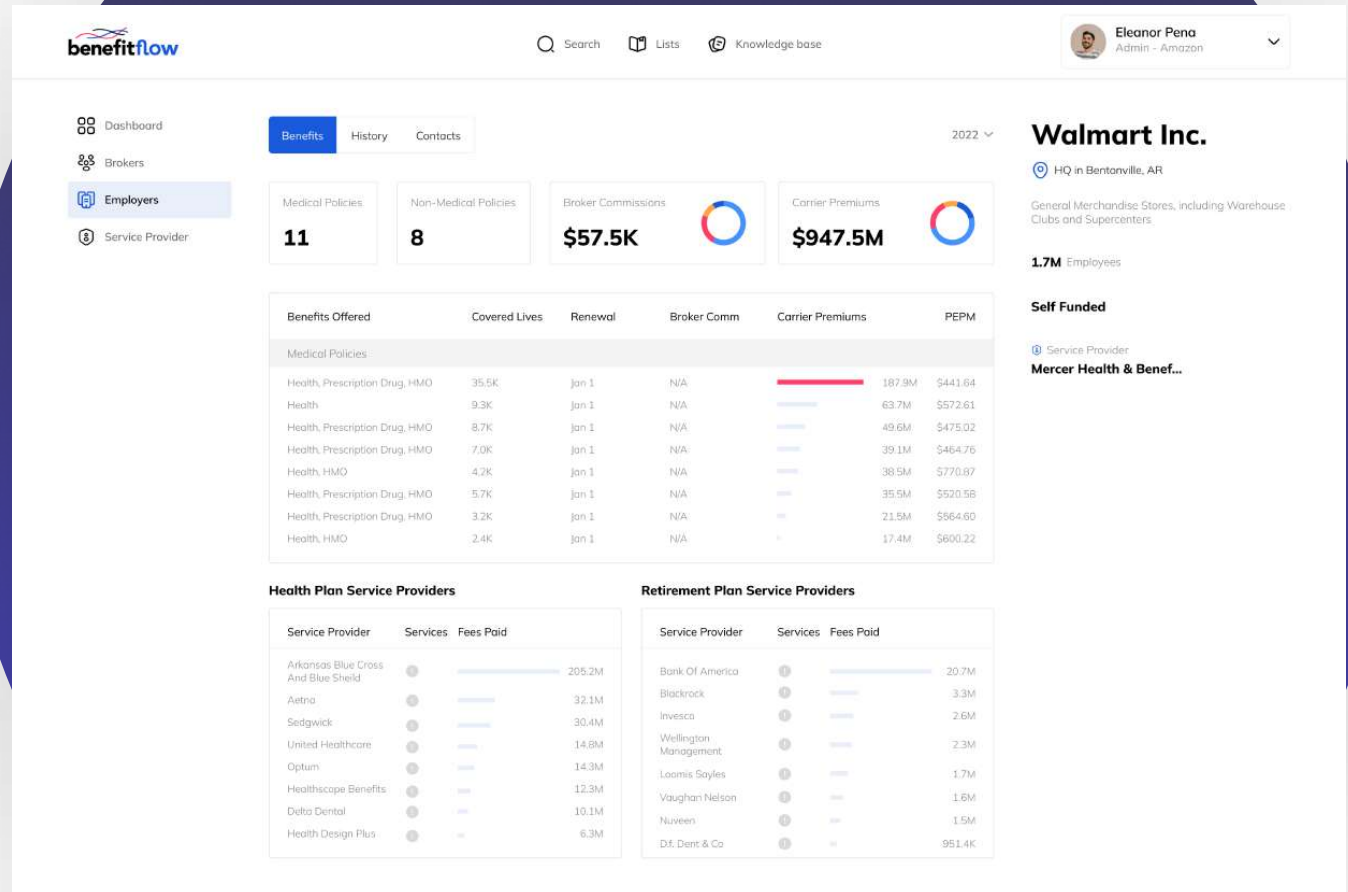 benefitflow
Search
Lists
Knowledge base
Eleanor Pena
Admin - Amazon
Dashboard
Brokers
Employers
Service Provider
Benefits
History
Contacts
2022
Medical Policies
11
Non-Medical Policies
8
Broker Commissions
$57.5K
Carrier Premiums
$947.5M
Benefits Offered Covered Lives Renewal Broker Comm Carrier Premiums PEPM
Medical Policies
Health, Prescription Drug, HMO 35.5K Jan 1 N/A 187.9M $441.64
Health 9.3K Jan 1 N/A 63.7M $572.61
Health, Prescription Drug, HMO 8.7K Jan 1 N/A 49.6M $475.02
Health, Prescription Drug, HMO 7.0K Jan 1 N/A 39.1M $464.76
Health, HMO 4.2K Jan 1 N/A 38.5M $770.87
Health, Prescription Drug, HMO 5.7K Jan 1 N/A 35.5M $520.58
Health, Prescription Drug, HMO 3.2K Jan 1 N/A 21.5M $564.60
Health, HMO 2.4K Jan 1 N/A 17.4M $600.22
Health Plan Service Providers
Service Provider Services Fees Paid
Arkansas Blue Cross
And Blue Sheild 205.2M
Aetna 32.1M
Sedgwick 30.4M
United Healthcare 14.8M
Optum 14.3M
Healthscope Benefits 12.3M
Delta Dental 10.1M
Health Design Plus 6.3M
Retirement Plan Service Providers
Service Provider Services Fees Paid
Bank Of America 20.7M
Blackrock 3.3M
Invesco 2.6M
Wellington
Management 2.3M
Loomis Sayles 1.7M
Vaughan Nelson 1.6M
Nuveen 1.5M
D.f. Dent & Co 951.4K
Walmart Inc.
HQ in Bentonville, AR
General Merchandise Stores, including Warehouse
Clubs and Supercenters
1.7M Employees
Self Funded
Service Provider
Mercer Health & Benef...